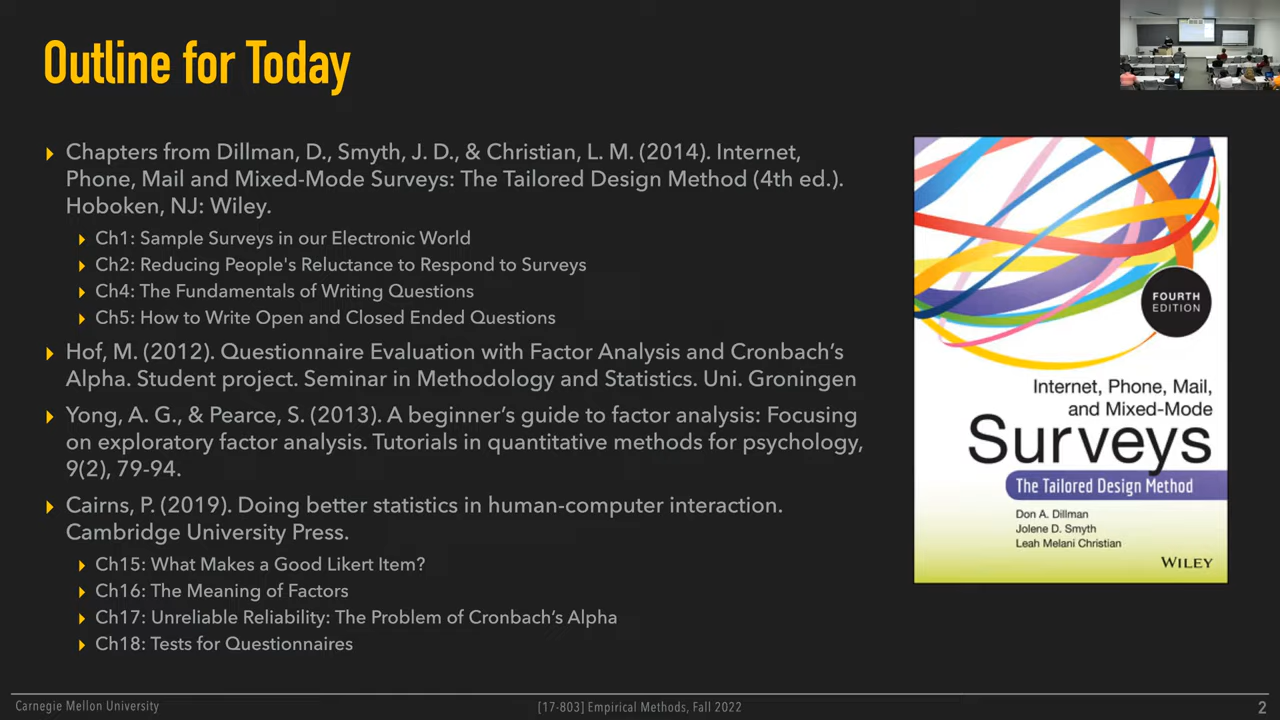 Outline for Today
Chapters from Dillman, D., Smyth, J. D., & Christian, L. M. (2014). Internet,
Phone, Mail and Mixed-Mode Surveys: The Tailored Design Method (4th ed.).
Hoboken, NJ: Wiley.
Ch1: Sample Surveys in our Electronic World
Ch2: Reducing People's Reluctance to Respond to Surveys
Ch4: The Fundamentals of Writing Questions
Ch5: How to Write Open and Closed Ended Questions
Hof, M. (2012). Questionnaire Evaluation with Factor Analysis and Cronbach’s
Alpha. Student project. Seminar in Methodology and Statistics. Uni. Groningen
Yong, A. G., & Pearce, S. (2013). A beginner’s guide to factor analysis: Focusing
on exploratory factor analysis. Tutorials in quantitative methods for psychology,
9(2), 79-94.
Cairns, P. (2019). Doing better statistics in human-computer interaction.
Cambridge University Press.
Ch15: What Makes a Good Likert Item?
Ch16: The Meaning of Factors
Ch17: Unreliable Reliability: The Problem of Cronbach’s Alpha
Ch18: Tests for Questionnaires
FOURTH
EDITION
Internet, Phone, Mail,
and Mixed-Mode
Surveys
The Tailored Design Method
Don A. Dillman
Jolene D. Smyth
Leah Melani Christian
WILEY
Carnegie Mellon University
[17-803] Empirical Methods, Fall 2022
2